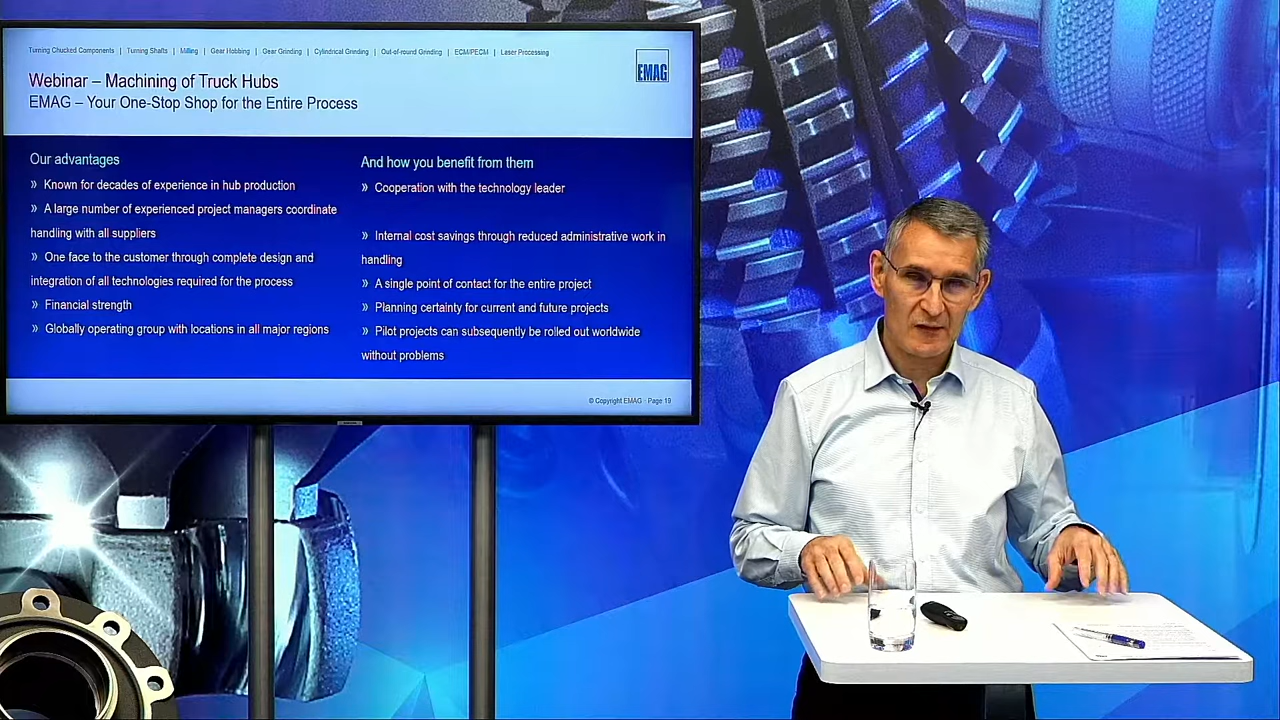 Turning Chucked Components | Turning Shafts | Milling | Gear Hobbing | Gear Grinding | Cylindrical Grinding | Out-of-round Grinding | ECM/PECM | Laser Processing
EMAG
Webinar – Machining of Truck Hubs
EMAG – Your One-Stop Shop for the Entire Process
Our advantages
» Known for decades of experience in hub production
» A large number of experienced project managers coordinate
handling with all suppliers
» One face to the customer through complete design and
integration of all technologies required for the process
» Financial strength
» Globally operating group with locations in all major regions
And how you benefit from them
» Cooperation with the technology leader
» Internal cost savings through reduced administrative work in
handling
» A single point of contact for the entire project
» Planning certainty for current and future projects
» Pilot projects can subsequently be rolled out worldwide
without problems
© Copyright EMAG - Page 19